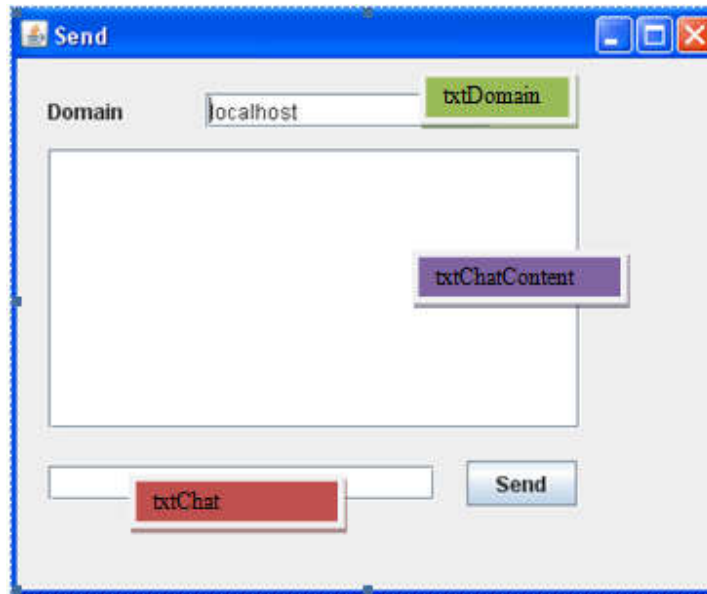 Send
txtDomain
Domain localhost
txtChatContent
Send
txtChat